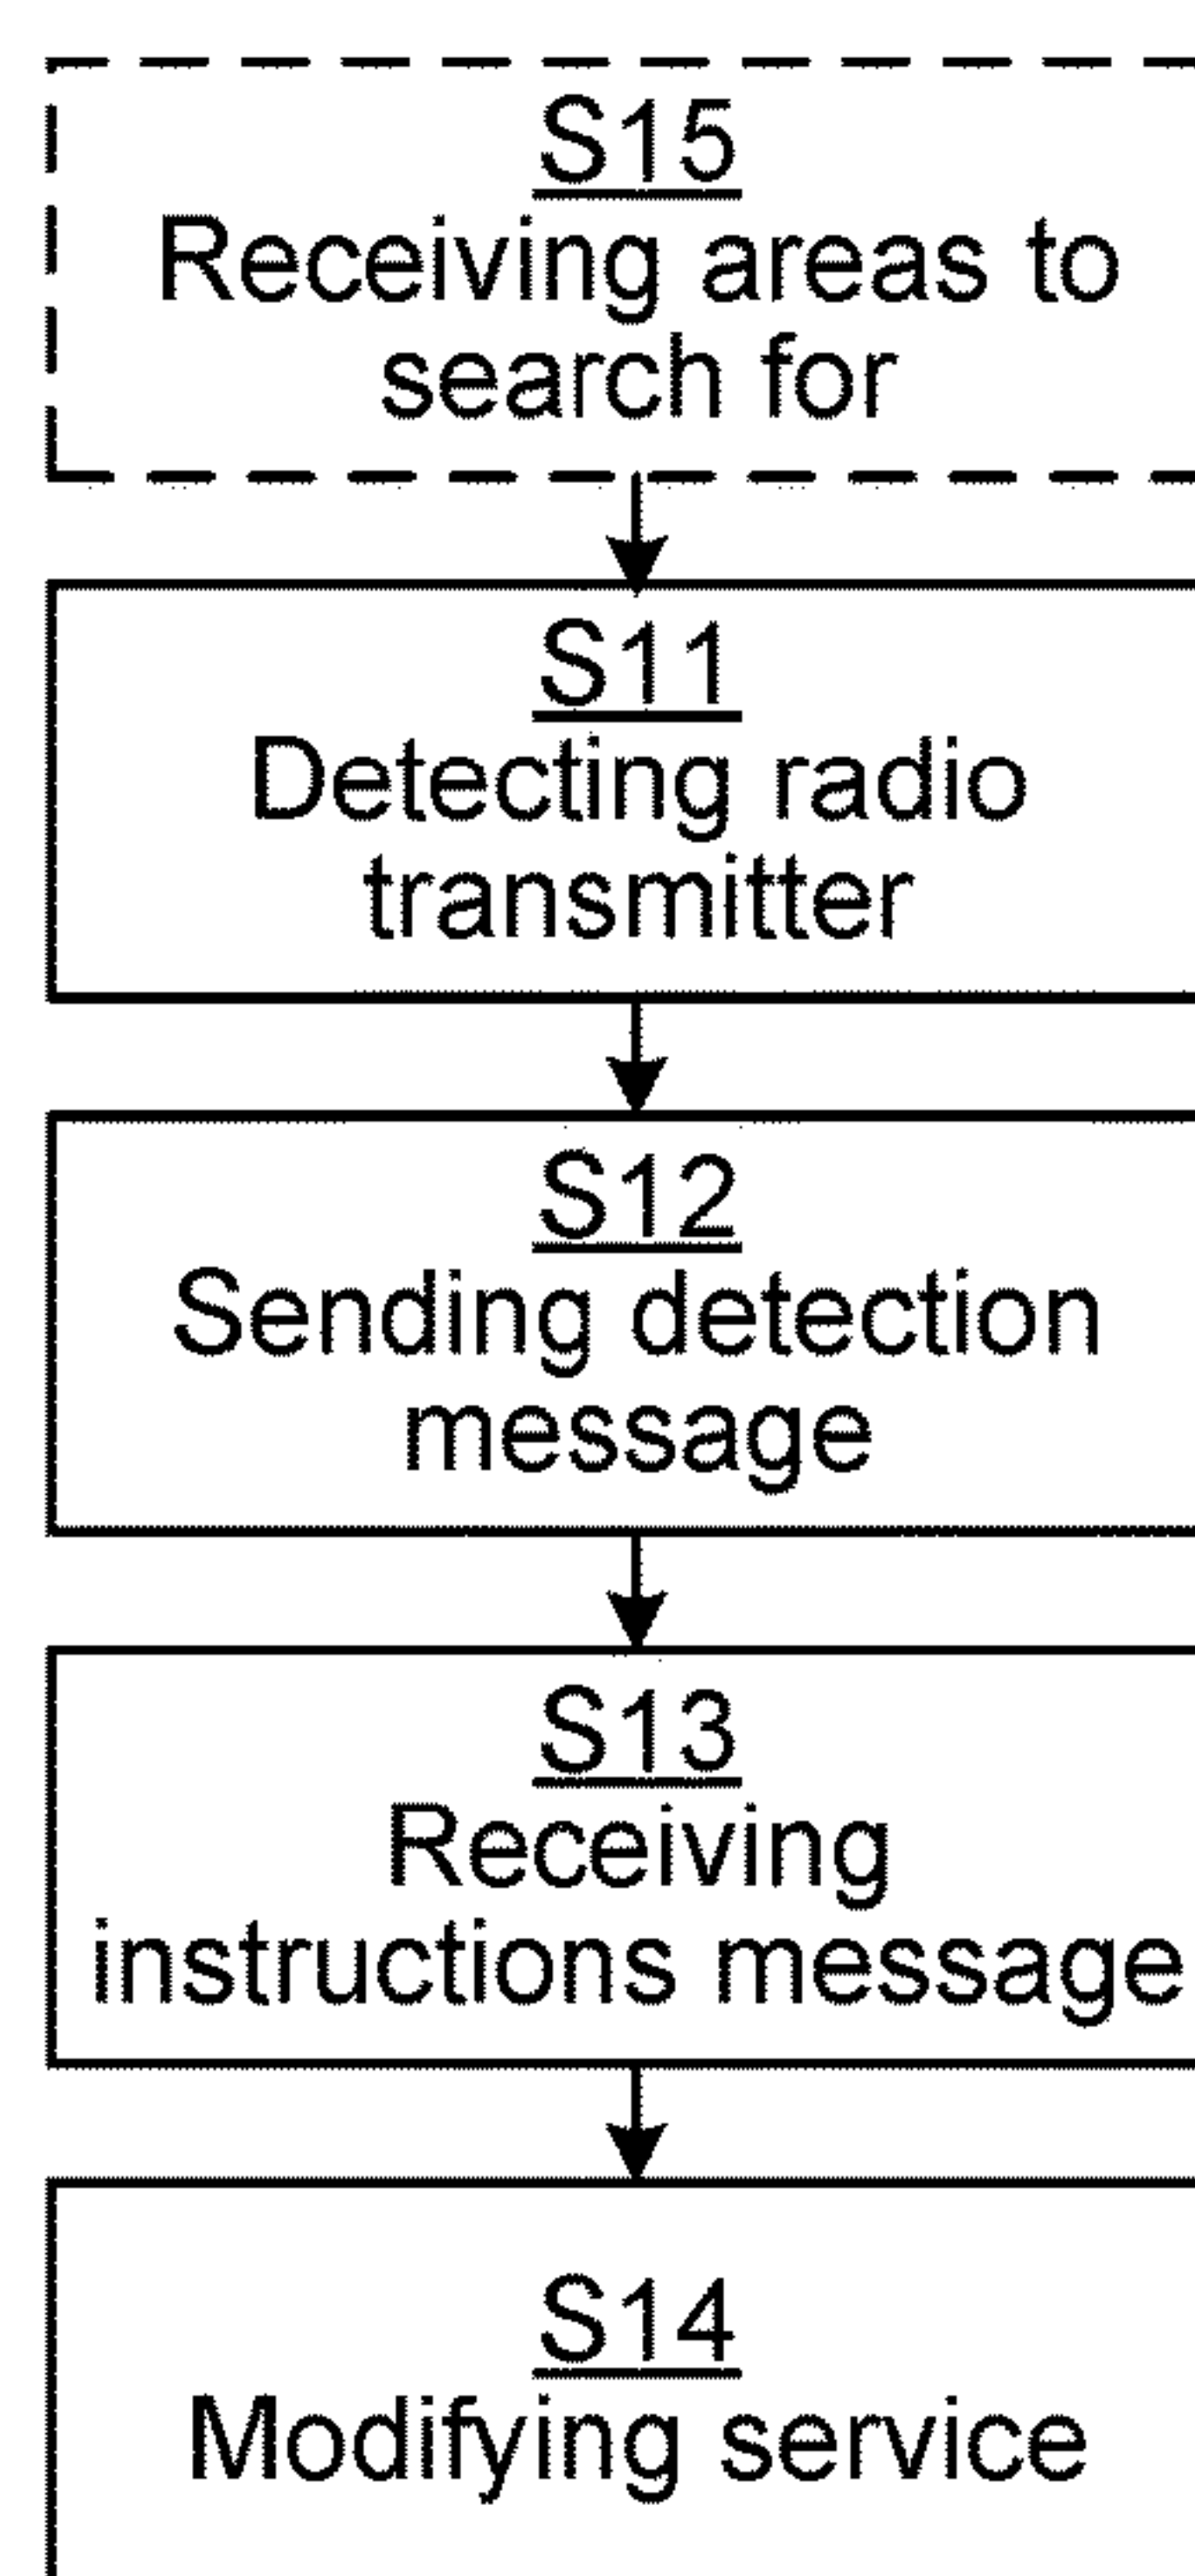 S15
Receiving areas to
search for
S11
Detecting radio
transmitter
S12
Sending detection
message
S13
Receiving
instructions message
S14
Modifying service